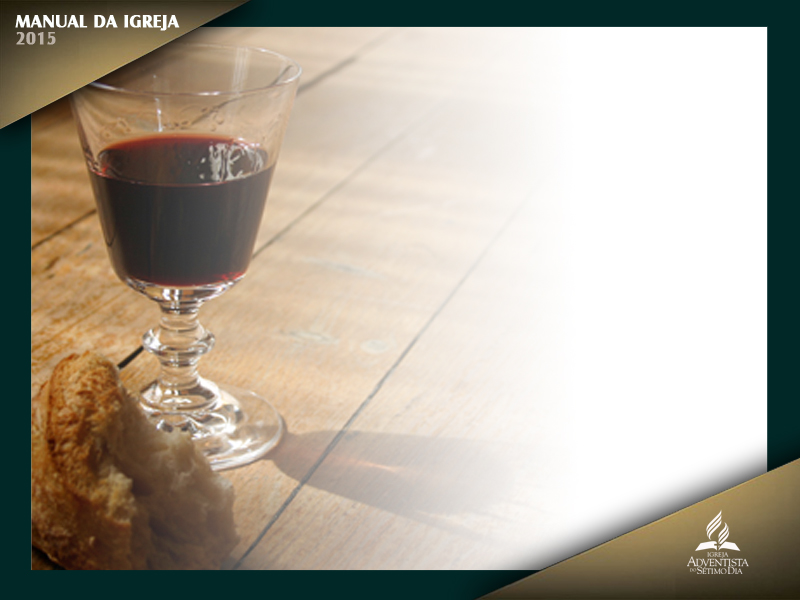 MANUAL DA IGREJA
2015
IGREJA
ADVENTISTA
DO SÉTIMO DIA